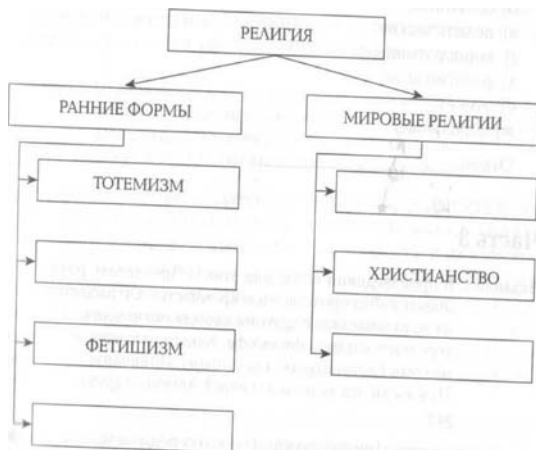 РЕЛИГИЯ
РАННИЕ ФОРМЫ
МИРОВЫЕ РЕЛИГИИ
ТОТЕМИЗМ
ХРИСТИАНСТВО
ФЕТИШИЗМ